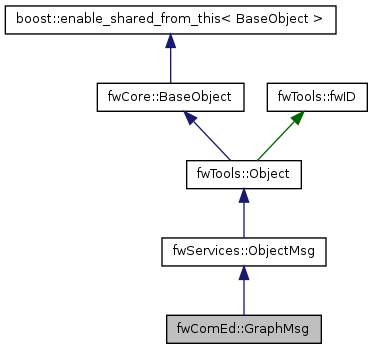 boost::enable_shared_from_this< BaseObject >
fwCore::BaseObject
fwTools::fwID
fwTools::Object
fwServices::ObjectMsg
fwComEd::GraphMsg